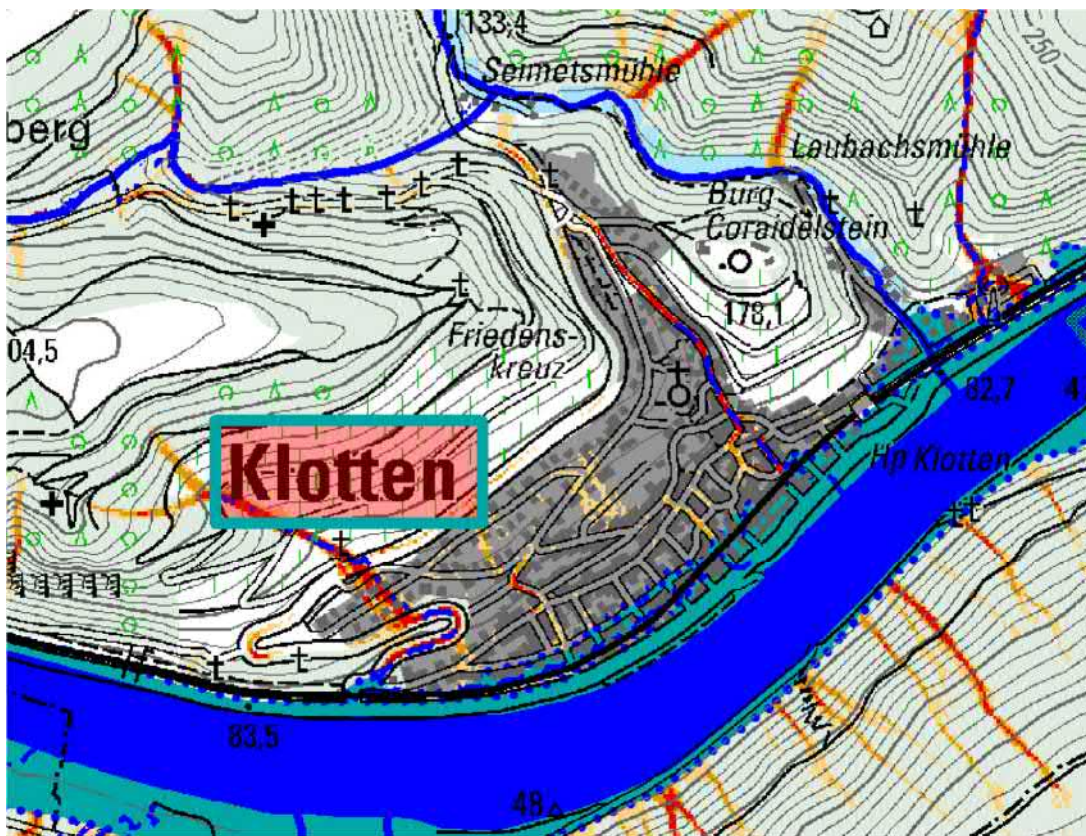 133,4
250
Seimetsmühle
berg
Laubachsmühle
Burg
Coraidelstein
178,1
Friedens-
kreuz
04,5
82,7
4
Klotten
Hp Klotten
83,5
48